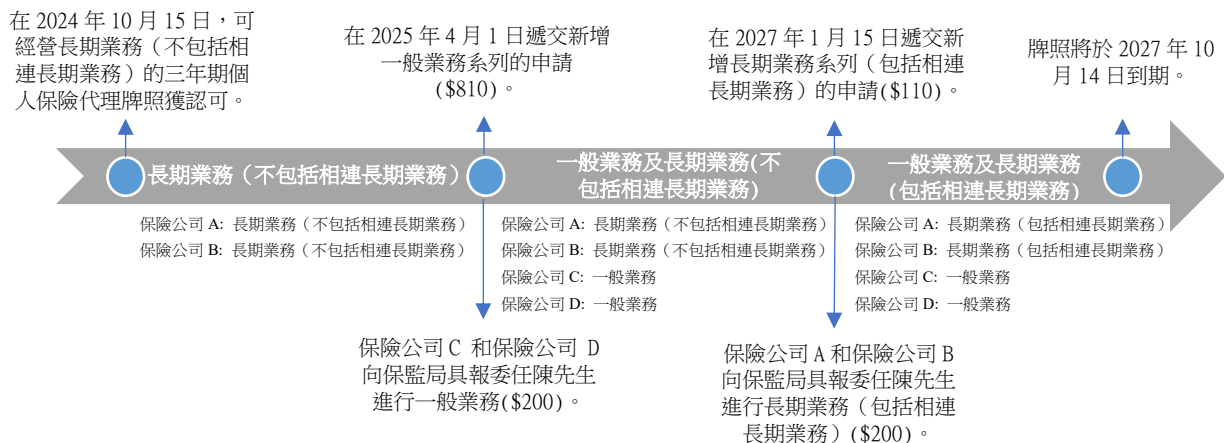 在 2024 年 10 月 15 日，可
經營長期業務（不包括相
連長期業務）的三年期個
人保險代理牌照獲認可。
在 2025 年 4 月 1 日遞交新增
一般業務系列的申請
($810)。
在 2027 年 1 月 15 日遞交新
增長期業務系列（包括相連
長期業務）的申請($110)。
牌照將於 2027 年 10
月 14 日到期。
長期業務（不包括相連長期業務）
一般業務及長期業務(不
包括相連長期業務)
一般業務及長期業務
(包括相連長期業務)
保險公司 A: 長期業務（不包括相連長期業務）
保險公司 B: 長期業務（不包括相連長期業務）
保險公司 A: 長期業務（不包括相連長期業務）
保險公司 B: 長期業務（不包括相連長期業務）
保險公司 C: 一般業務
保險公司 D: 一般業務
保險公司 A: 長期業務（包括相連長期業務）
保險公司 B: 長期業務（包括相連長期業務）
保險公司 C: 一般業務
保險公司 D: 一般業務
保險公司 C 和保險公司 D
向保監局具報委任陳先生
進行一般業務($200)。
保險公司 A 和保險公司 B
向保監局具報委任陳先生
進行長期業務（包括相連
長期業務）($200)。